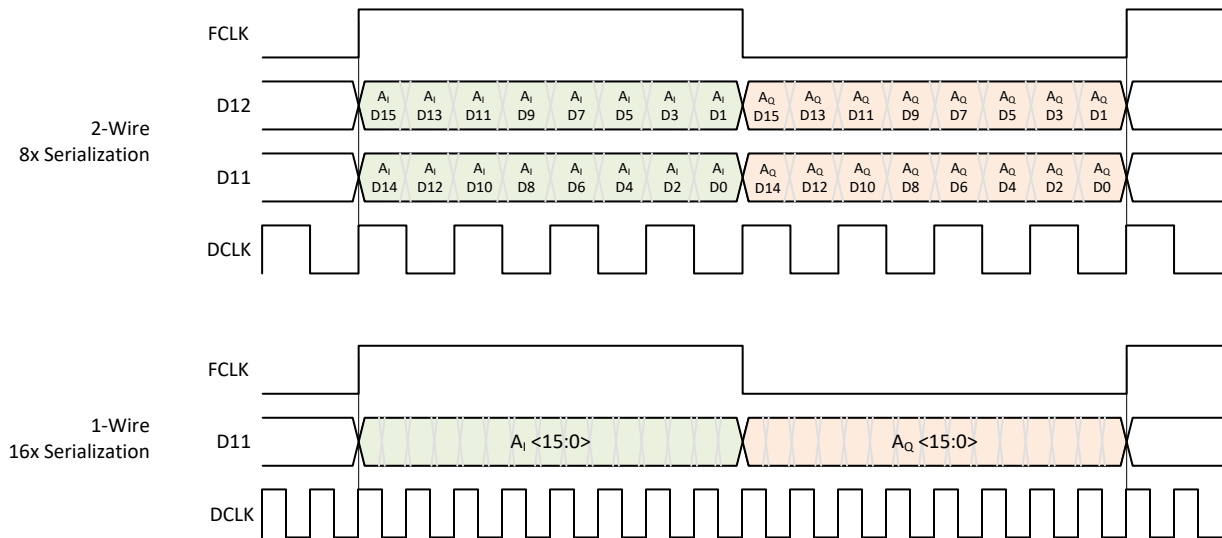 FCLK
2-Wire
8x Serialization
D12
A_I A_I A_I A_I A_I A_I A_I A_I A_Q A_Q A_Q A_Q A_Q A_Q A_Q A_Q
D15 D13 D11 D9 D7 D5 D3 D1 D15 D13 D11 D9 D7 D5 D3 D1
D11
A_I A_I A_I A_I A_I A_I A_I A_I A_Q A_Q A_Q A_Q A_Q A_Q A_Q A_Q
D14 D12 D10 D8 D6 D4 D2 D0 D14 D12 D10 D8 D6 D4 D2 D0
DCLK
FCLK
1-Wire
16x Serialization
D11
A_I <15:0> A_Q <15:0>
DCLK